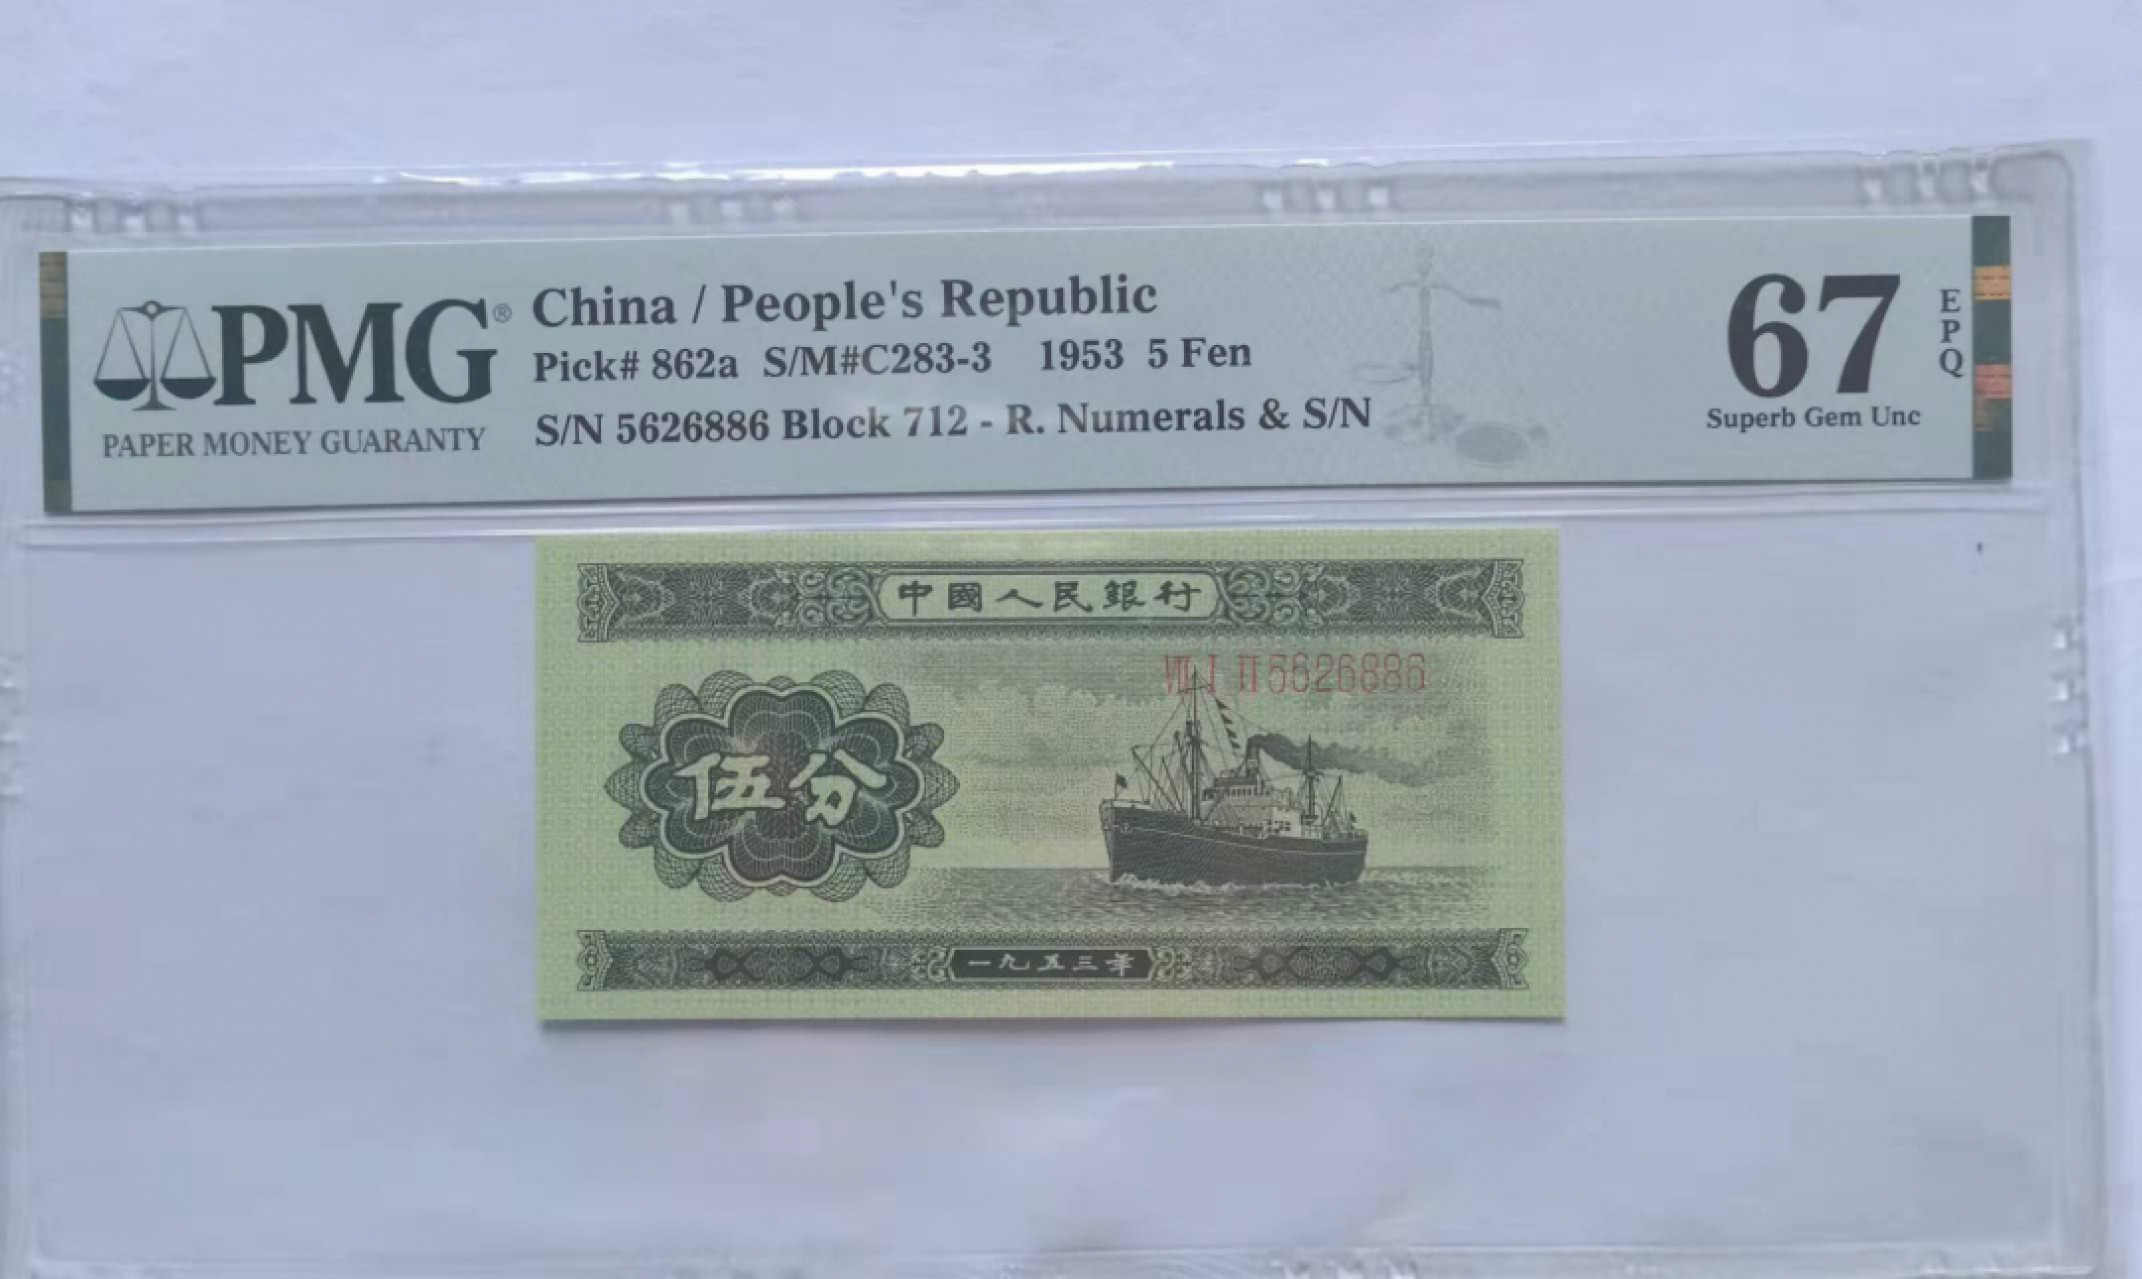 PMG®
PAPER MONEY GUARANTY
China / People's Republic
Pick# 862a S/M#C283-3 1953 5 Fen
S/N 5626886 Block 712 - R. Numerals & S/N
67
EPQ
Superb Gem Unc
中國人民銀行
VII I II 5626886
伍分
一九五三年